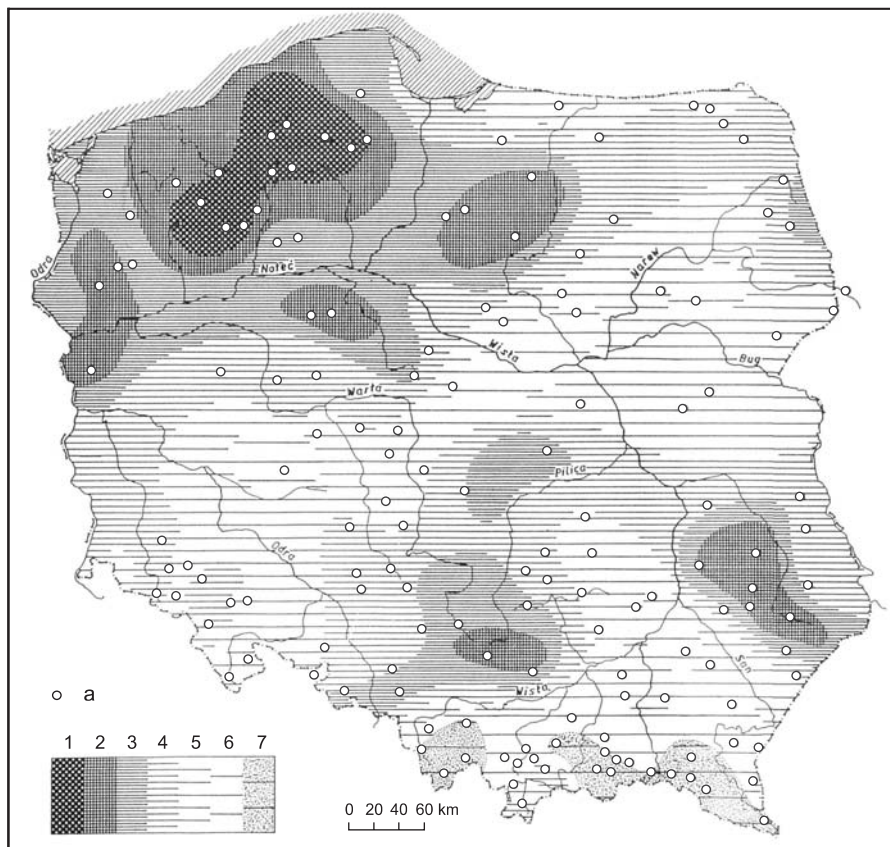 Odra
Noteć
Narew
Wisła
Bug
Warta
Pilica
Odra
San
Wisła
a
1 2 3 4 5 6 7
0 20 40 60 km